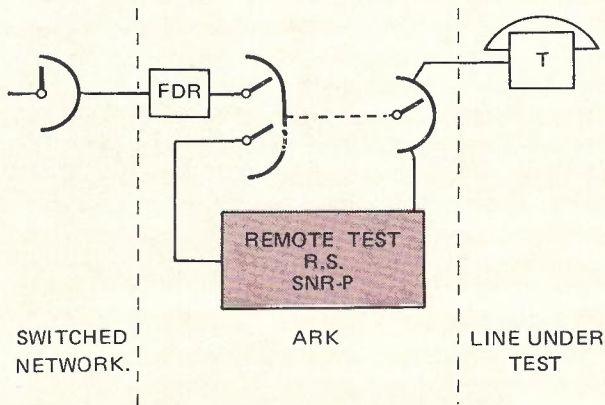 FDR
T
REMOTE TEST
R.S.
SNR-P
SWITCHED
NETWORK.
ARK
LINE UNDER
TEST